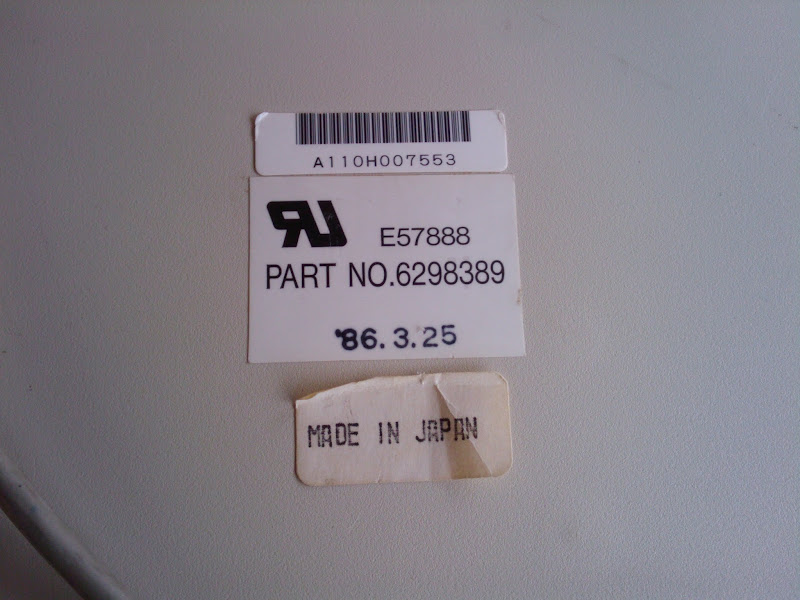 A110H007553
E57888
PART NO.6298389
'86.3.25
MADE IN JAPAN